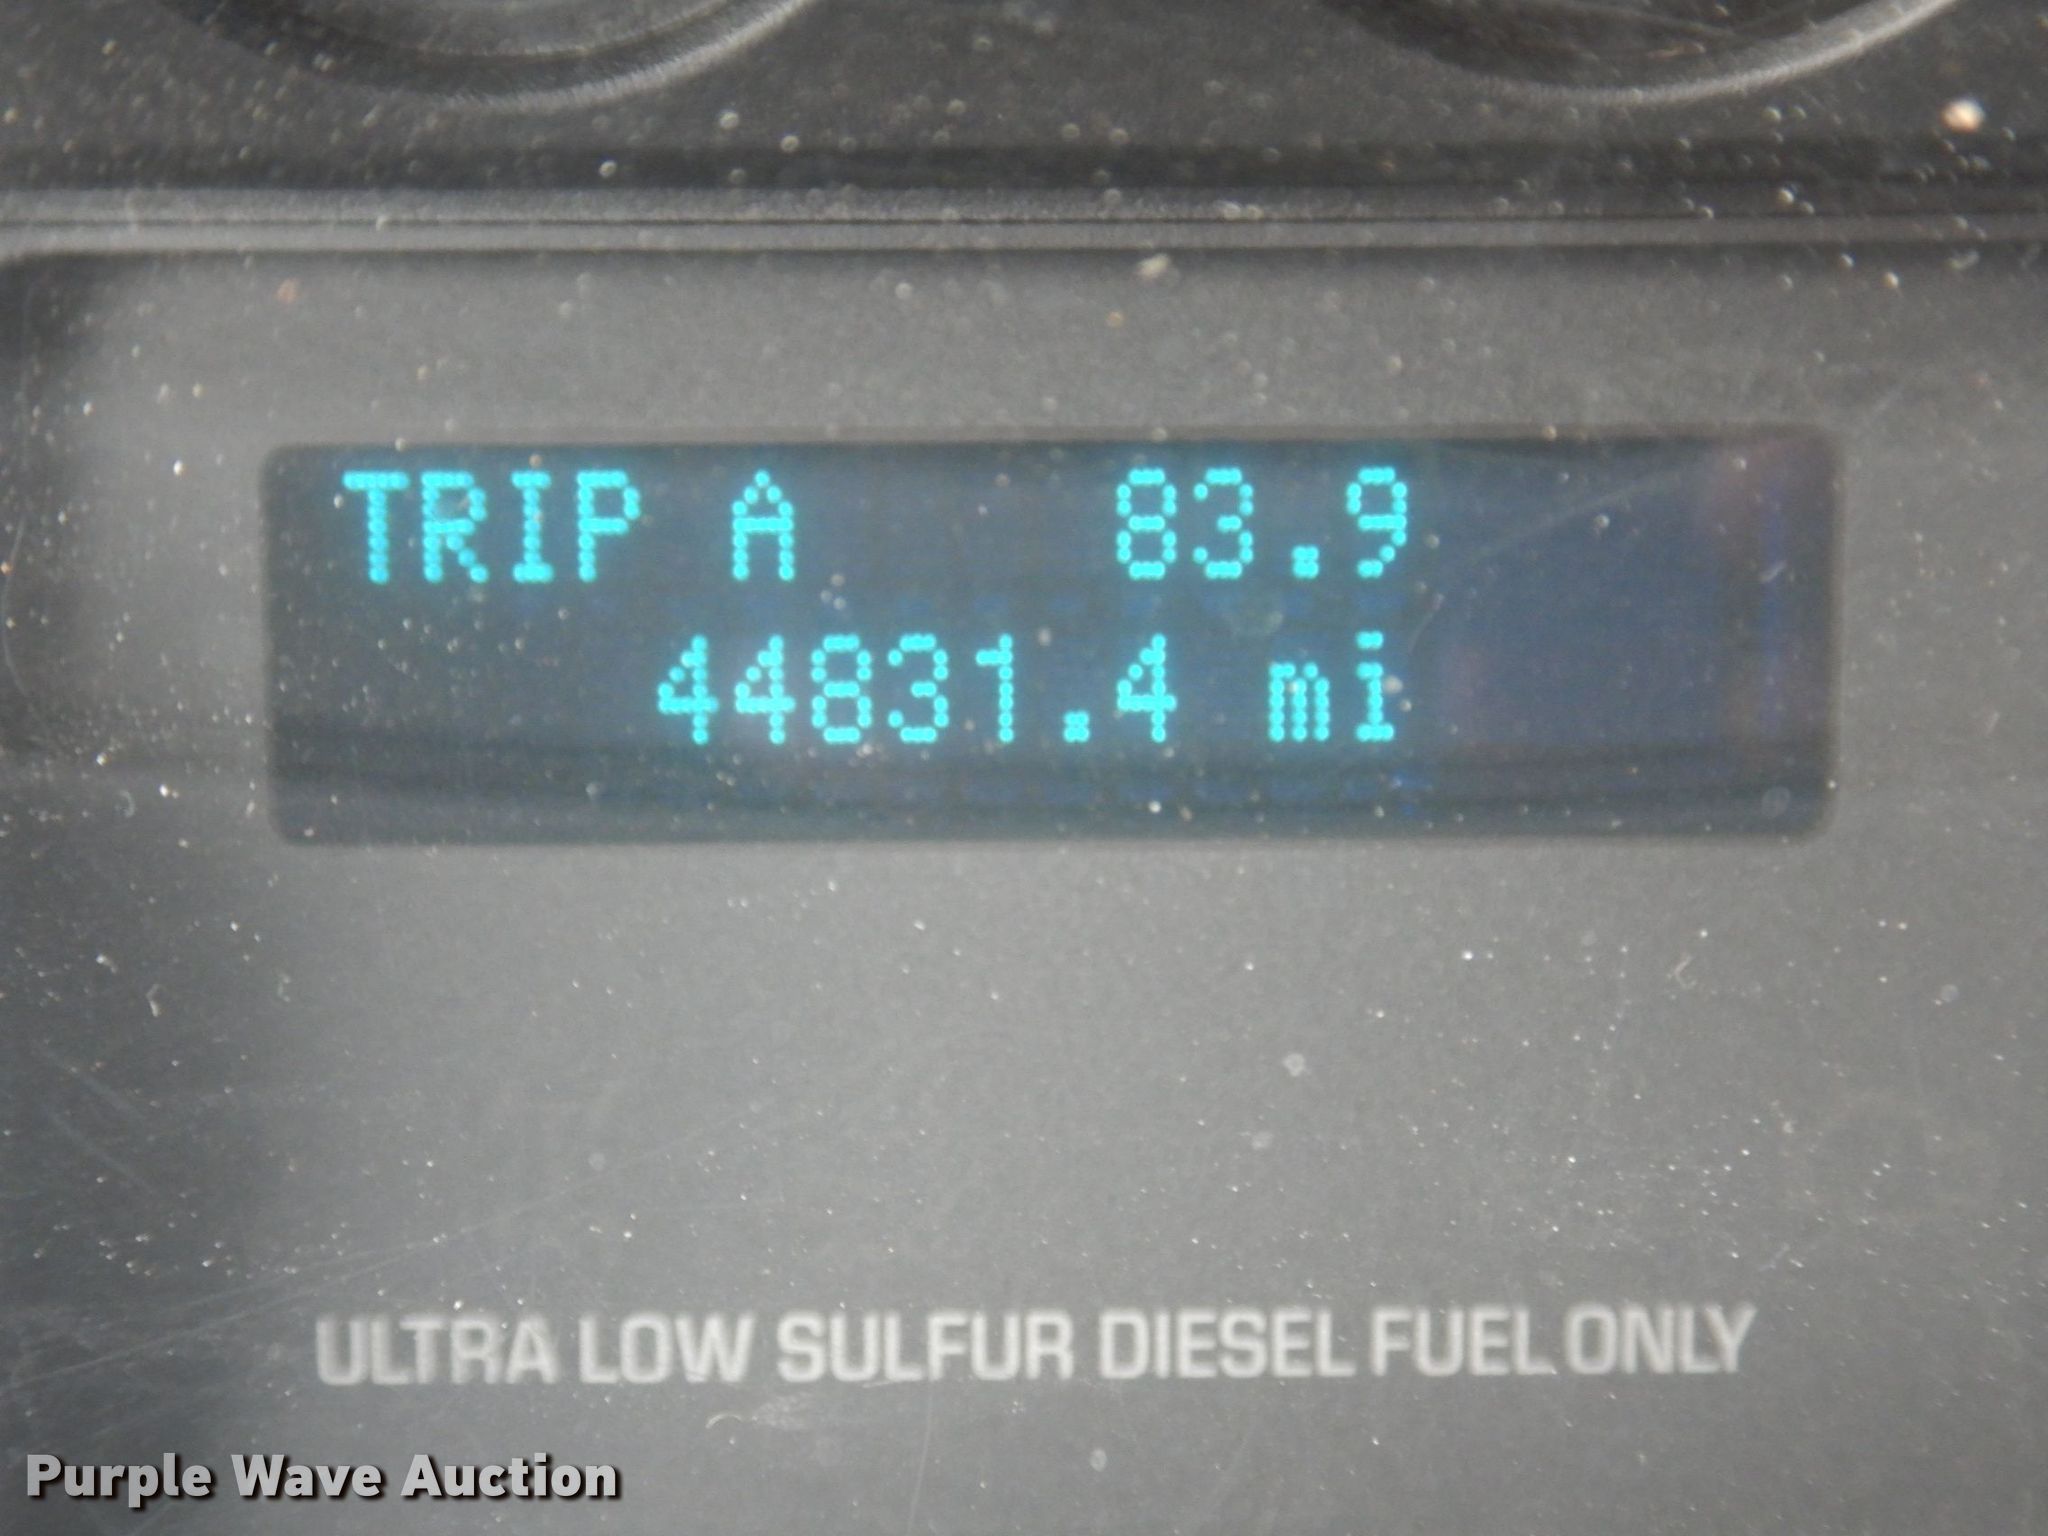 TRIP A 83.9
44831.4 mi
ULTRA LOW SULFUR DIESEL FUEL ONLY
Purple Wave Auction